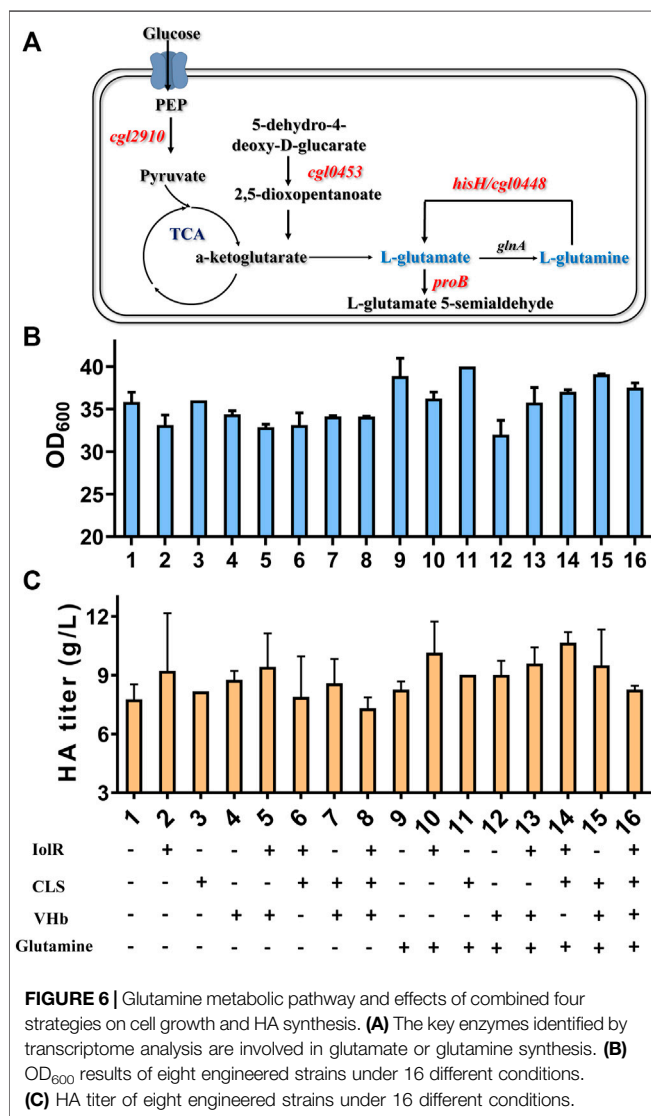 A
Glucose
PEP
cgl2910
5-dehydro-4-
deoxy-D-glucarate
cgl0453
Pyruvate
2,5-dioxopentanoate
hisH/cgl0448
TCA
a-ketoglutarate
L-glutamate
glnA
L-glutamine
proB
L-glutamate 5-semialdehyde
B
OD600
40
35
30
25
20
1 2 3 4 5 6 7 8 9 10 11 12 13 14 15 16
C
HA titer (g/L)
12
9
6
3
1 2 3 4 5 6 7 8 9 10 11 12 13 14 15 16
IolR - + - - + + - + - + - - + + - +
CLS - - + - - + + + - - + - - + + +
VHb - - - + + - + + - - - + + - + +
Glutamine - - - - - - - - + + + + + + + +
FIGURE 6 | Glutamine metabolic pathway and effects of combined four
strategies on cell growth and HA synthesis. (A) The key enzymes identified by
transcriptome analysis are involved in glutamate or glutamine synthesis. (B)
OD600 results of eight engineered strains under 16 different conditions.
(C) HA titer of eight engineered strains under 16 different conditions.